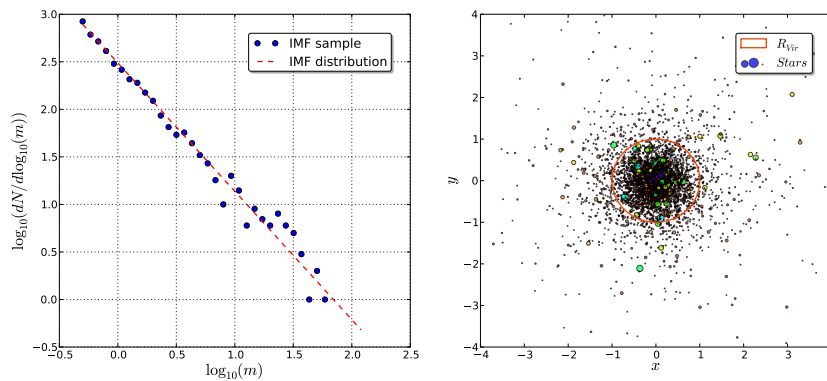 3.0
2.5
2.0
1.5
1.0
0.5
0.0
−0.5
−0.5 0.0 0.5 1.0 1.5 2.0 2.5
log₁₀(m)
log₁₀(dN/dlog₁₀(m))
IMF sample
IMF distribution
4
3
2
1
0
−1
−2
−3
−4
−4 −3 −2 −1 0 1 2 3 4
x
y
R_Vir
Stars